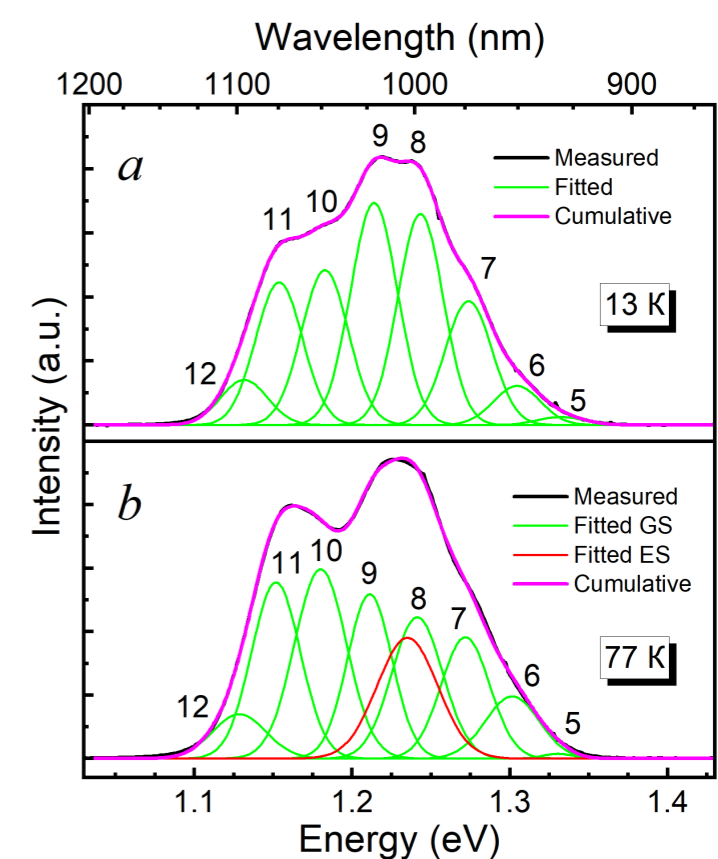 Wavelength (nm)
1200 1100 1000 900
a
Measured
Fitted
Cumulative
13 K
12 11 10 9 8 7 6 5
Intensity (a.u.)
b
Measured
Fitted GS
Fitted ES
Cumulative
77 K
12 11 10 9 8 7 6 5
1.1 1.2 1.3 1.4
Energy (eV)